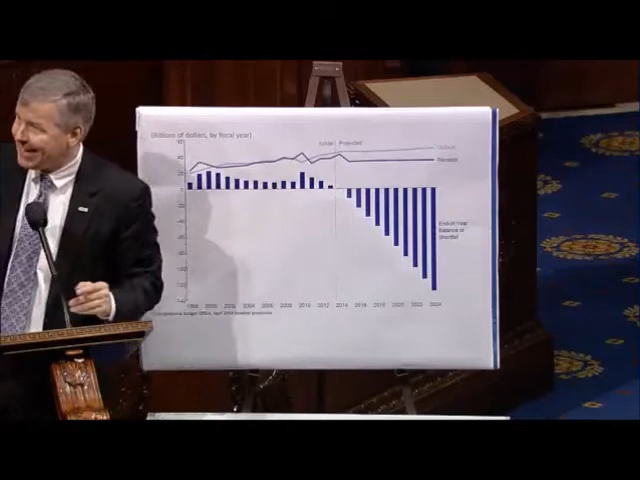 (Billions of dollars, by fiscal year)
Actual Projected
Outlays
Receipts
End-of-Year
Balance or
Shortfall
1998 2000 2002 2004 2006 2008 2010 2012 2014 2016 2018 2020 2022 2024
Congressional Budget Office, April 2014 baseline projections